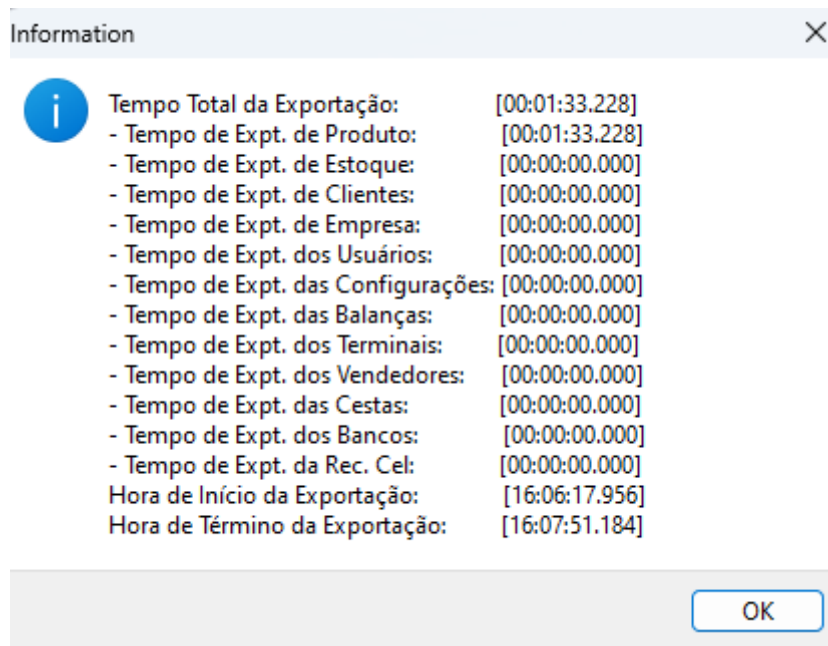 Information
Tempo Total da Exportação: [00:01:33.228]
- Tempo de Expt. de Produto: [00:01:33.228]
- Tempo de Expt. de Estoque: [00:00:00.000]
- Tempo de Expt. de Clientes: [00:00:00.000]
- Tempo de Expt. de Empresa: [00:00:00.000]
- Tempo de Expt. dos Usuários: [00:00:00.000]
- Tempo de Expt. das Configurações: [00:00:00.000]
- Tempo de Expt. das Balanças: [00:00:00.000]
- Tempo de Expt. dos Terminais: [00:00:00.000]
- Tempo de Expt. dos Vendedores: [00:00:00.000]
- Tempo de Expt. das Cestas: [00:00:00.000]
- Tempo de Expt. dos Bancos: [00:00:00.000]
- Tempo de Expt. da Rec. Cel: [00:00:00.000]
Hora de Início da Exportação: [16:06:17.956]
Hora de Término da Exportação: [16:07:51.184]
OK